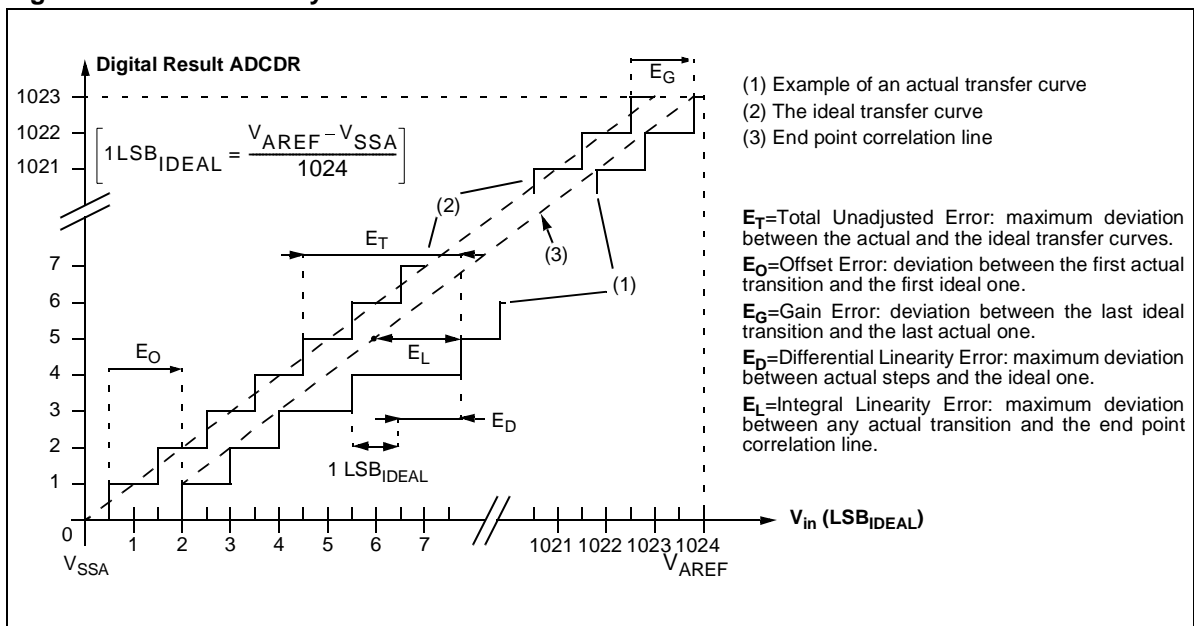 Digital Result ADCDR
E_G
1023
1022
1021
[1LSB_IDEAL = (V_AREF – V_SSA) / 1024]
(1) Example of an actual transfer curve
(2) The ideal transfer curve
(3) End point correlation line
(2)
(3)
(1)
E_T=Total Unadjusted Error: maximum deviation
between the actual and the ideal transfer curves.
E_O=Offset Error: deviation between the first actual
transition and the first ideal one.
E_G=Gain Error: deviation between the last ideal
transition and the last actual one.
E_D=Differential Linearity Error: maximum deviation
between actual steps and the ideal one.
E_L=Integral Linearity Error: maximum deviation
between any actual transition and the end point
correlation line.
E_T
7
6
5
4
3
2
1
0
E_O
E_L
E_D
1 LSB_IDEAL
1 2 3 4 5 6 7 1021 1022 1023 1024
V_in (LSB_IDEAL)
V_SSA
V_AREF